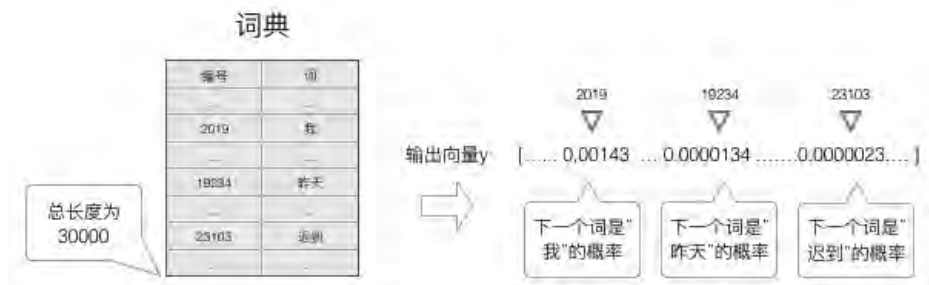 词典
编号 词
... ...
2019 我
... ...
19234 昨天
... ...
23103 迟到
... ...
总长度为
30000
2019 19234 23103
输出向量y [...... 0,00143 ...0.0000134 .......0.0000023.... ]
下一个词是"
我"的概率
下一个词是"
昨天"的概率
下一个词是"
迟到"的概率